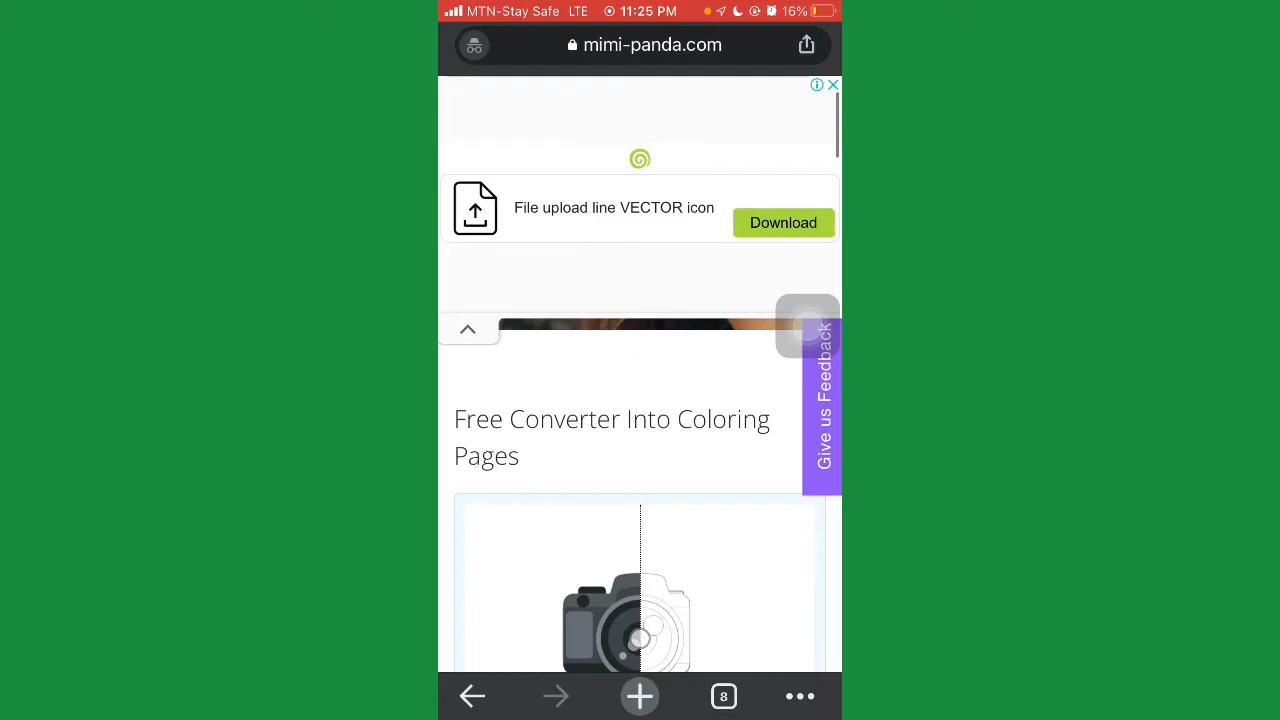 MTN-Stay Safe LTE 11:25 PM 16%
mimi-panda.com
File upload line VECTOR icon
Download
Give us Feedback
Free Converter Into Coloring
Pages
8